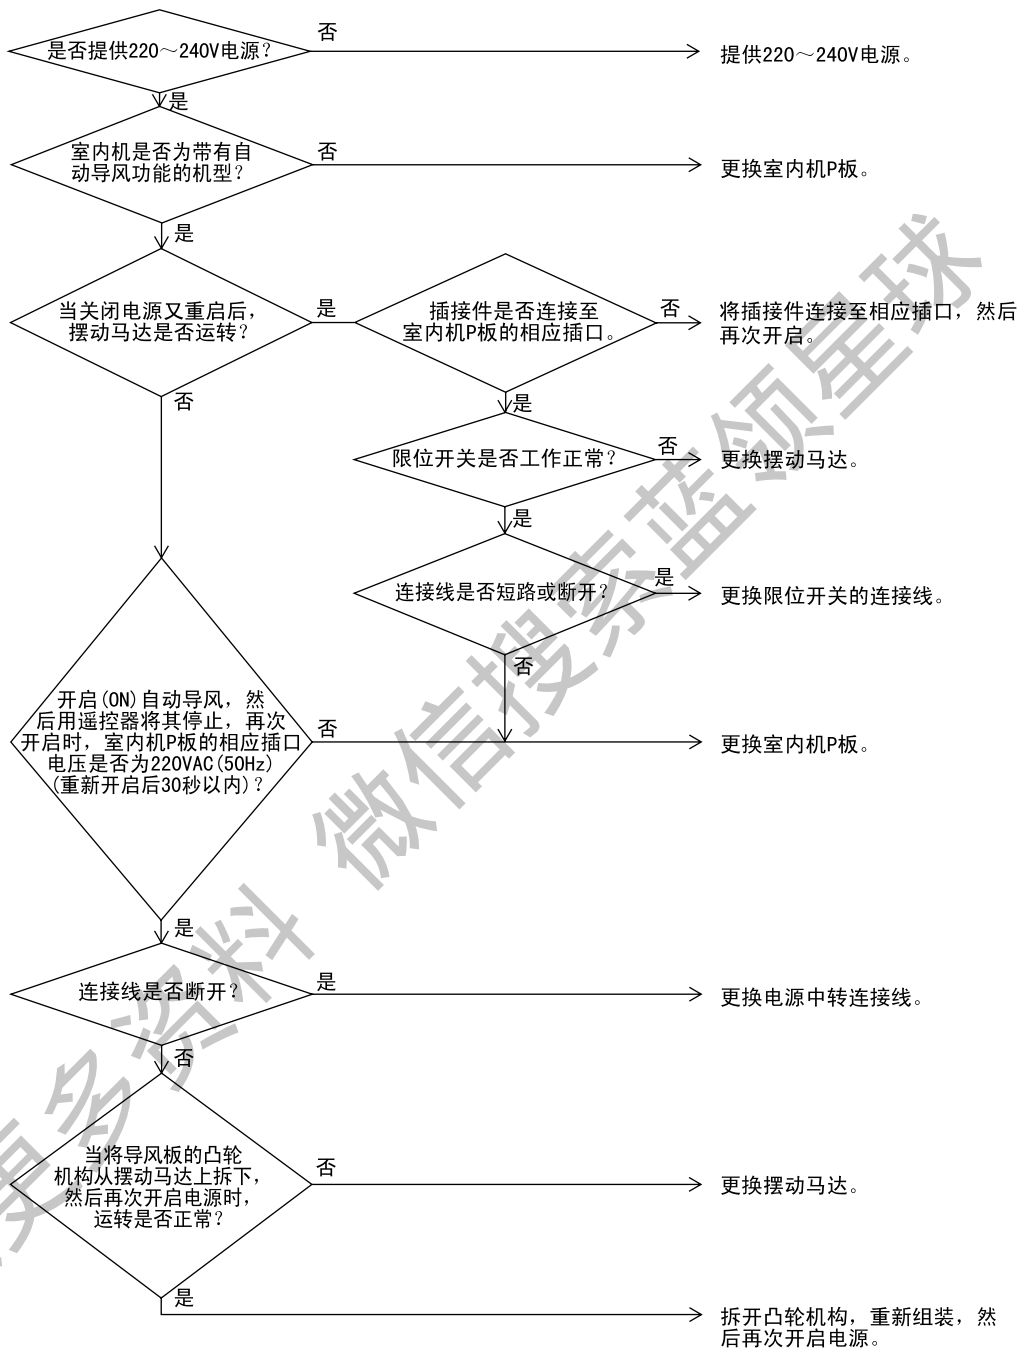 是否提供220～240V电源？
否
提供220～240V电源。
是
室内机是否为带有自
动导风功能的机型？
否
更换室内机P板。
是
当关闭电源又重启后，
摆动马达是否运转？
是
插接件是否连接至
室内机P板的相应插口。
否
将插接件连接至相应插口，然后
再次开启。
否
是
限位开关是否工作正常？
否
更换摆动马达。
是
连接线是否短路或断开？
是
更换限位开关的连接线。
否
开启(ON)自动导风，然
后用遥控器将其停止，再次
开启时，室内机P板的相应插口
电压是否为220VAC(50Hz)
(重新开启后30秒以内)？
否
更换室内机P板。
是
连接线是否断开？
是
更换电源中转连接线。
否
当将导风板的凸轮
机构从摆动马达上拆下，
然后再次开启电源时，
运转是否正常？
否
更换摆动马达。
是
拆开凸轮机构，重新组装，然
后再次开启电源。
更多资料 微信搜索蓝领星球